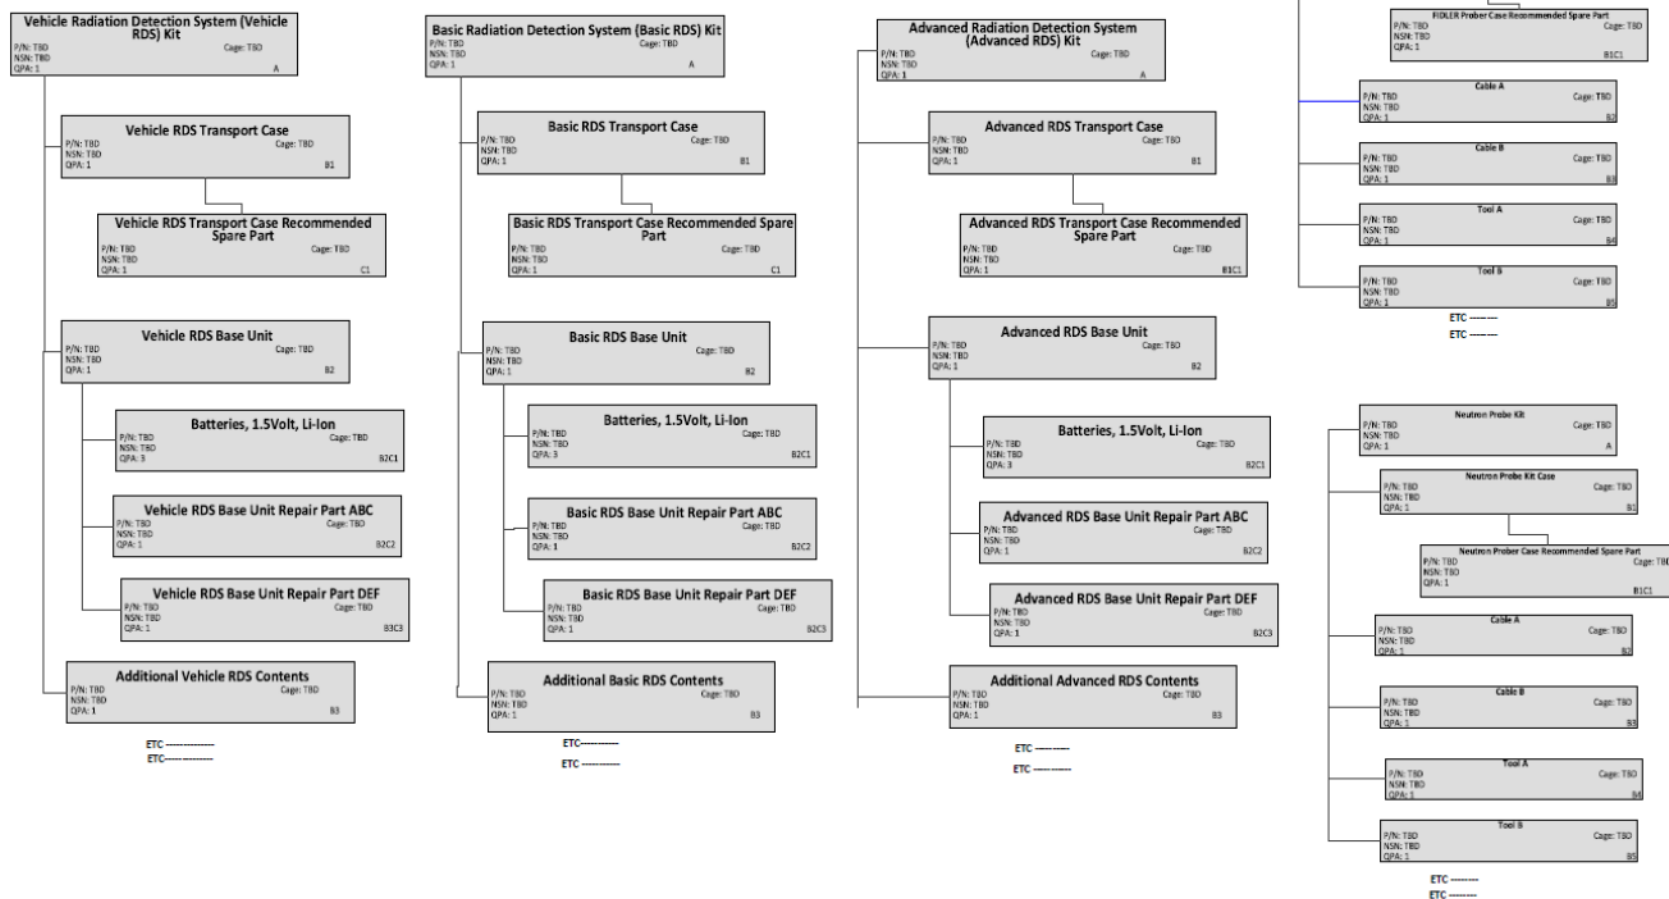 Vehicle Radiation Detection System (Vehicle
RDS) Kit
P/N: TBD
Cage: TBD
NSN: TBD
QPA: 1
A
Vehicle RDS Transport Case
P/N: TBD
Cage: TBD
NSN: TBD
QPA: 1
B1
Vehicle RDS Transport Case Recommended
Spare Part
P/N: TBD
Cage: TBD
NSN: TBD
QPA: 1
C1
Vehicle RDS Base Unit
P/N: TBD
Cage: TBD
NSN: TBD
QPA: 1
B2
Batteries, 1.5Volt, Li-Ion
P/N: TBD
Cage: TBD
NSN: TBD
QPA: 3
B2C1
Vehicle RDS Base Unit Repair Part ABC
P/N: TBD
Cage: TBD
NSN: TBD
QPA: 1
B2C2
Vehicle RDS Base Unit Repair Part DEF
P/N: TBD
Cage: TBD
NSN: TBD
QPA: 1
B3C3
Additional Vehicle RDS Contents
P/N: TBD
Cage: TBD
NSN: TBD
QPA: 1
B3
ETC --------------
ETC--------------
Basic Radiation Detection System (Basic RDS) Kit
P/N: TBD
Cage: TBD
NSN: TBD
QPA: 1
A
Basic RDS Transport Case
P/N: TBD
Cage: TBD
NSN: TBD
QPA: 1
B1
Basic RDS Transport Case Recommended Spare
Part
P/N: TBD
Cage: TBD
NSN: TBD
QPA: 1
C1
Basic RDS Base Unit
P/N: TBD
Cage: TBD
NSN: TBD
QPA: 1
B2
Batteries, 1.5Volt, Li-Ion
P/N: TBD
Cage: TBD
NSN: TBD
QPA: 3
B2C1
Basic RDS Base Unit Repair Part ABC
P/N: TBD
Cage: TBD
NSN: TBD
QPA: 1
B2C2
Basic RDS Base Unit Repair Part DEF
P/N: TBD
Cage: TBD
NSN: TBD
QPA: 1
B2C3
Additional Basic RDS Contents
P/N: TBD
Cage: TBD
NSN: TBD
QPA: 1
B3
ETC-----------
ETC -----------
Advanced Radiation Detection System
(Advanced RDS) Kit
P/N: TBD
Cage: TBD
NSN: TBD
QPA: 1
A
Advanced RDS Transport Case
P/N: TBD
Cage: TBD
NSN: TBD
QPA: 1
B1
Advanced RDS Transport Case Recommended
Spare Part
P/N: TBD
Cage: TBD
NSN: TBD
QPA: 1
B1C1
Advanced RDS Base Unit
P/N: TBD
Cage: TBD
NSN: TBD
QPA: 1
B2
Batteries, 1.5Volt, Li-Ion
P/N: TBD
Cage: TBD
NSN: TBD
QPA: 3
B2C1
Advanced RDS Base Unit Repair Part ABC
P/N: TBD
Cage: TBD
NSN: TBD
QPA: 1
B2C2
Advanced RDS Base Unit Repair Part DEF
P/N: TBD
Cage: TBD
NSN: TBD
QPA: 1
B2C3
Additional Advanced RDS Contents
P/N: TBD
Cage: TBD
NSN: TBD
QPA: 1
B3
ETC -----------
ETC -----------
FIDLER Prober Case Recommended Spare Part
P/N: TBD
Cage: TBD
NSN: TBD
QPA: 1
B1C1
Cable A
P/N: TBD
Cage: TBD
NSN: TBD
QPA: 1
B2
Cable B
P/N: TBD
Cage: TBD
NSN: TBD
QPA: 1
B3
Tool A
P/N: TBD
Cage: TBD
NSN: TBD
QPA: 1
B4
Tool B
P/N: TBD
Cage: TBD
NSN: TBD
QPA: 1
B5
ETC --------
ETC --------
Neutron Probe Kit
P/N: TBD
Cage: TBD
NSN: TBD
QPA: 1
A
Neutron Probe Kit Case
P/N: TBD
Cage: TBD
NSN: TBD
QPA: 1
B1
Neutron Prober Case Recommended Spare Part
P/N: TBD
Cage: TBD
NSN: TBD
QPA: 1
B1C1
Cable A
P/N: TBD
Cage: TBD
NSN: TBD
QPA: 1
B2
Cable B
P/N: TBD
Cage: TBD
NSN: TBD
QPA: 1
B3
Tool A
P/N: TBD
Cage: TBD
NSN: TBD
QPA: 1
B4
Tool B
P/N: TBD
Cage: TBD
NSN: TBD
QPA: 1
B5
ETC --------
ETC --------